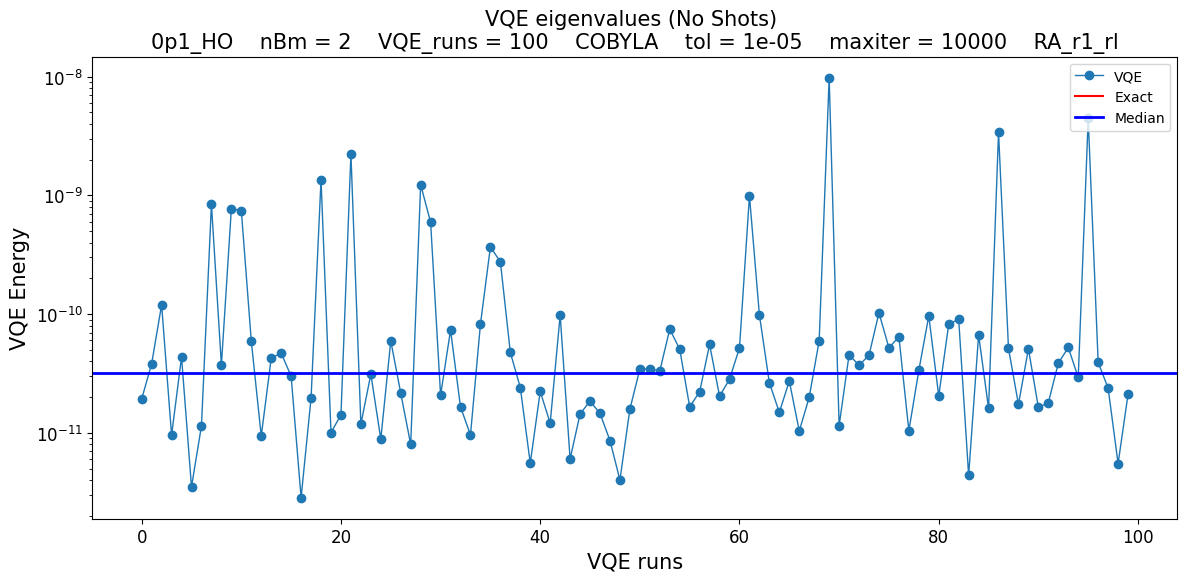 VQE eigenvalues (No Shots)
0p1_HO    nBm = 2    VQE_runs = 100    COBYLA    tol = 1e-05    maxiter = 10000    RA_r1_rl
VQE
Exact
Median
10⁻⁸
10⁻⁹
10⁻¹⁰
10⁻¹¹
VQE Energy
0 20 40 60 80 100
VQE runs